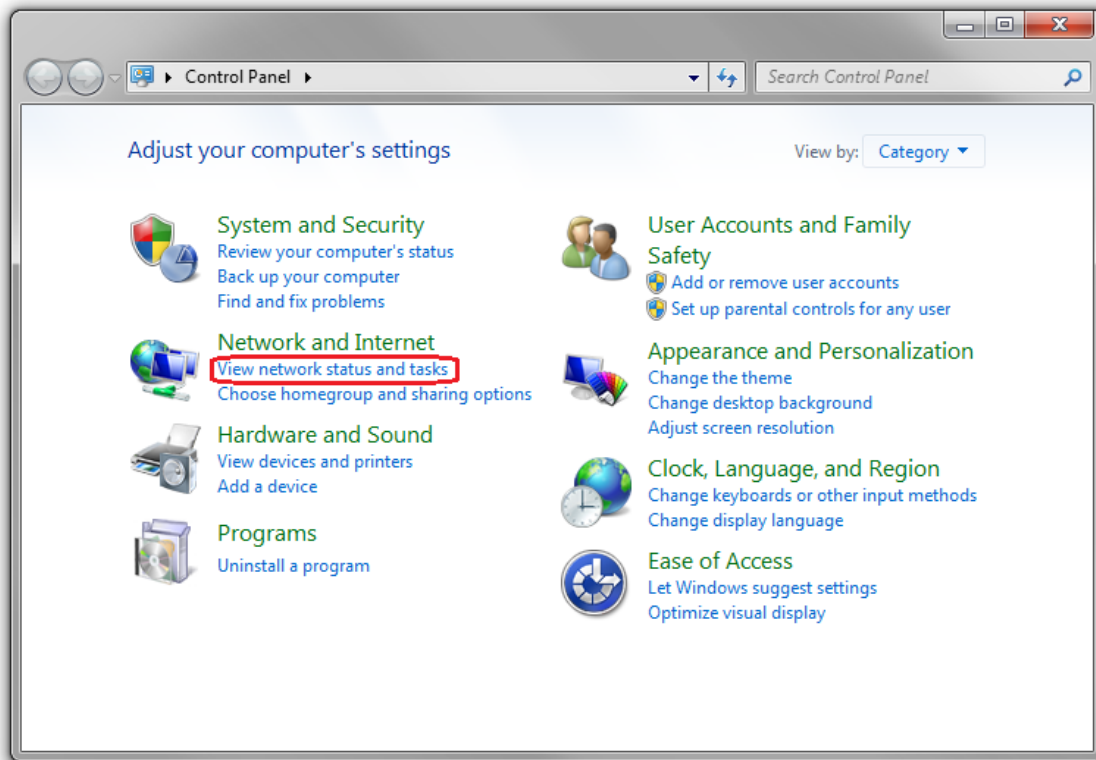 Control Panel
Search Control Panel
Adjust your computer's settings
View by: Category
System and Security
Review your computer's status
Back up your computer
Find and fix problems
Network and Internet
View network status and tasks
Choose homegroup and sharing options
Hardware and Sound
View devices and printers
Add a device
Programs
Uninstall a program
User Accounts and Family
Safety
Add or remove user accounts
Set up parental controls for any user
Appearance and Personalization
Change the theme
Change desktop background
Adjust screen resolution
Clock, Language, and Region
Change keyboards or other input methods
Change display language
Ease of Access
Let Windows suggest settings
Optimize visual display